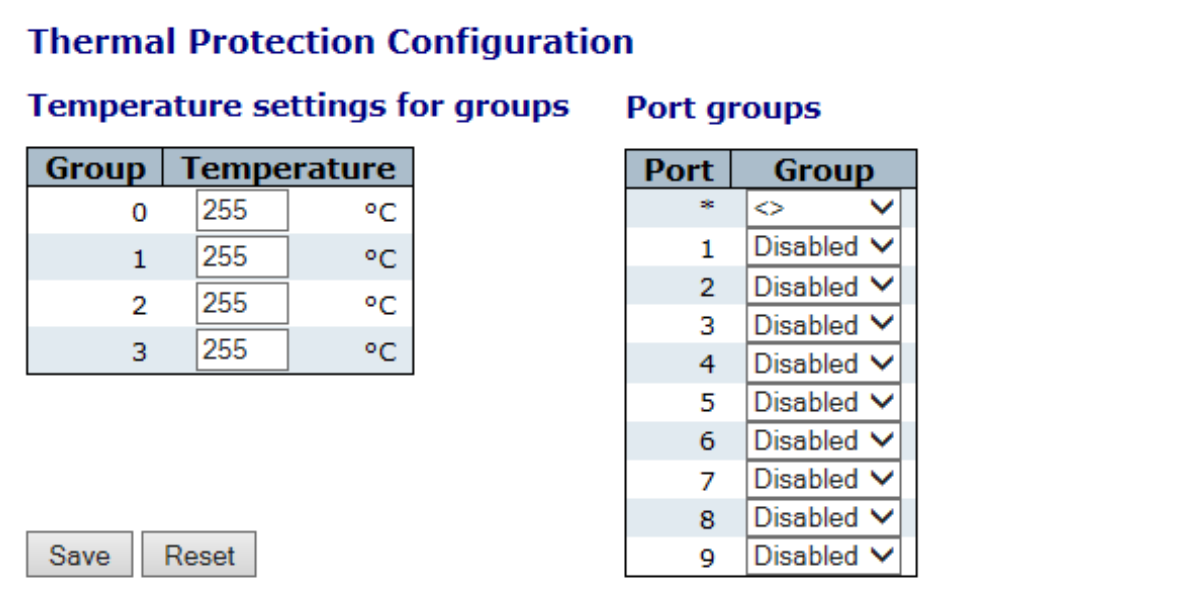 Thermal Protection Configuration
Temperature settings for groups
Group Temperature
0 255 °C
1 255 °C
2 255 °C
3 255 °C
Port groups
Port Group
* <>
1 Disabled
2 Disabled
3 Disabled
4 Disabled
5 Disabled
6 Disabled
7 Disabled
8 Disabled
9 Disabled
Save Reset